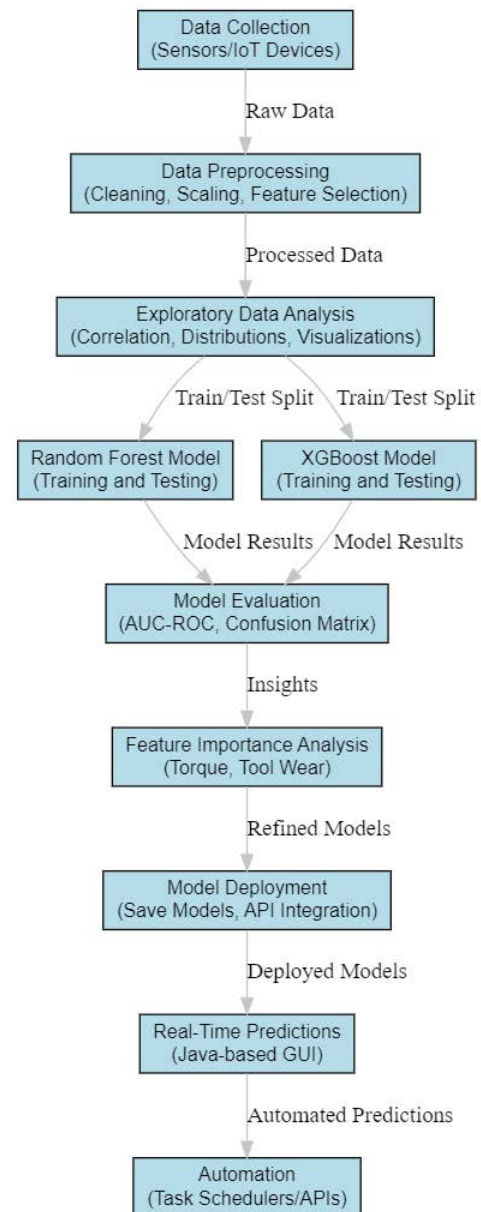 Data Collection
(Sensors/IoT Devices)
Raw Data
Data Preprocessing
(Cleaning, Scaling, Feature Selection)
Processed Data
Exploratory Data Analysis
(Correlation, Distributions, Visualizations)
Train/Test Split
Train/Test Split
Random Forest Model
(Training and Testing)
XGBoost Model
(Training and Testing)
Model Results
Model Results
Model Evaluation
(AUC-ROC, Confusion Matrix)
Insights
Feature Importance Analysis
(Torque, Tool Wear)
Refined Models
Model Deployment
(Save Models, API Integration)
Deployed Models
Real-Time Predictions
(Java-based GUI)
Automated Predictions
Automation
(Task Schedulers/APIs)